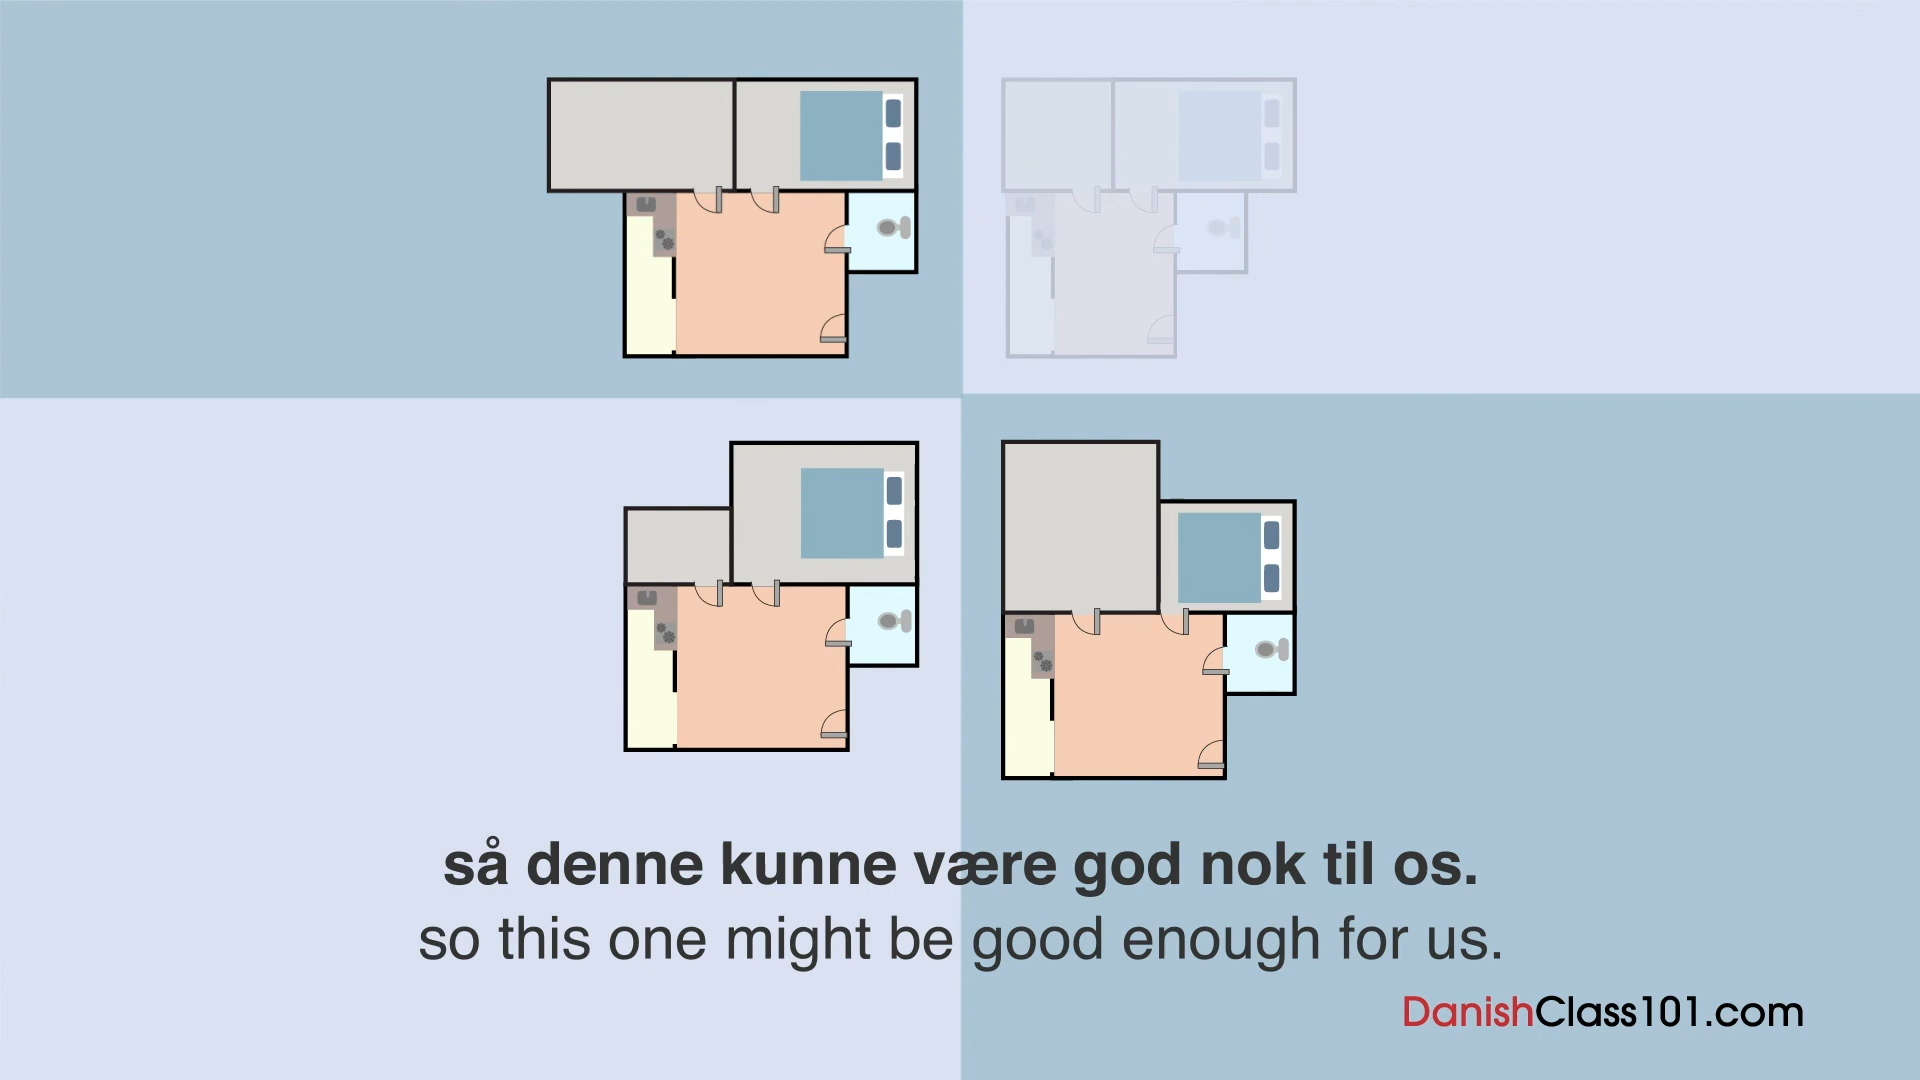 så denne kunne være god nok til os.
so this one might be good enough for us.
DanishClass101.com